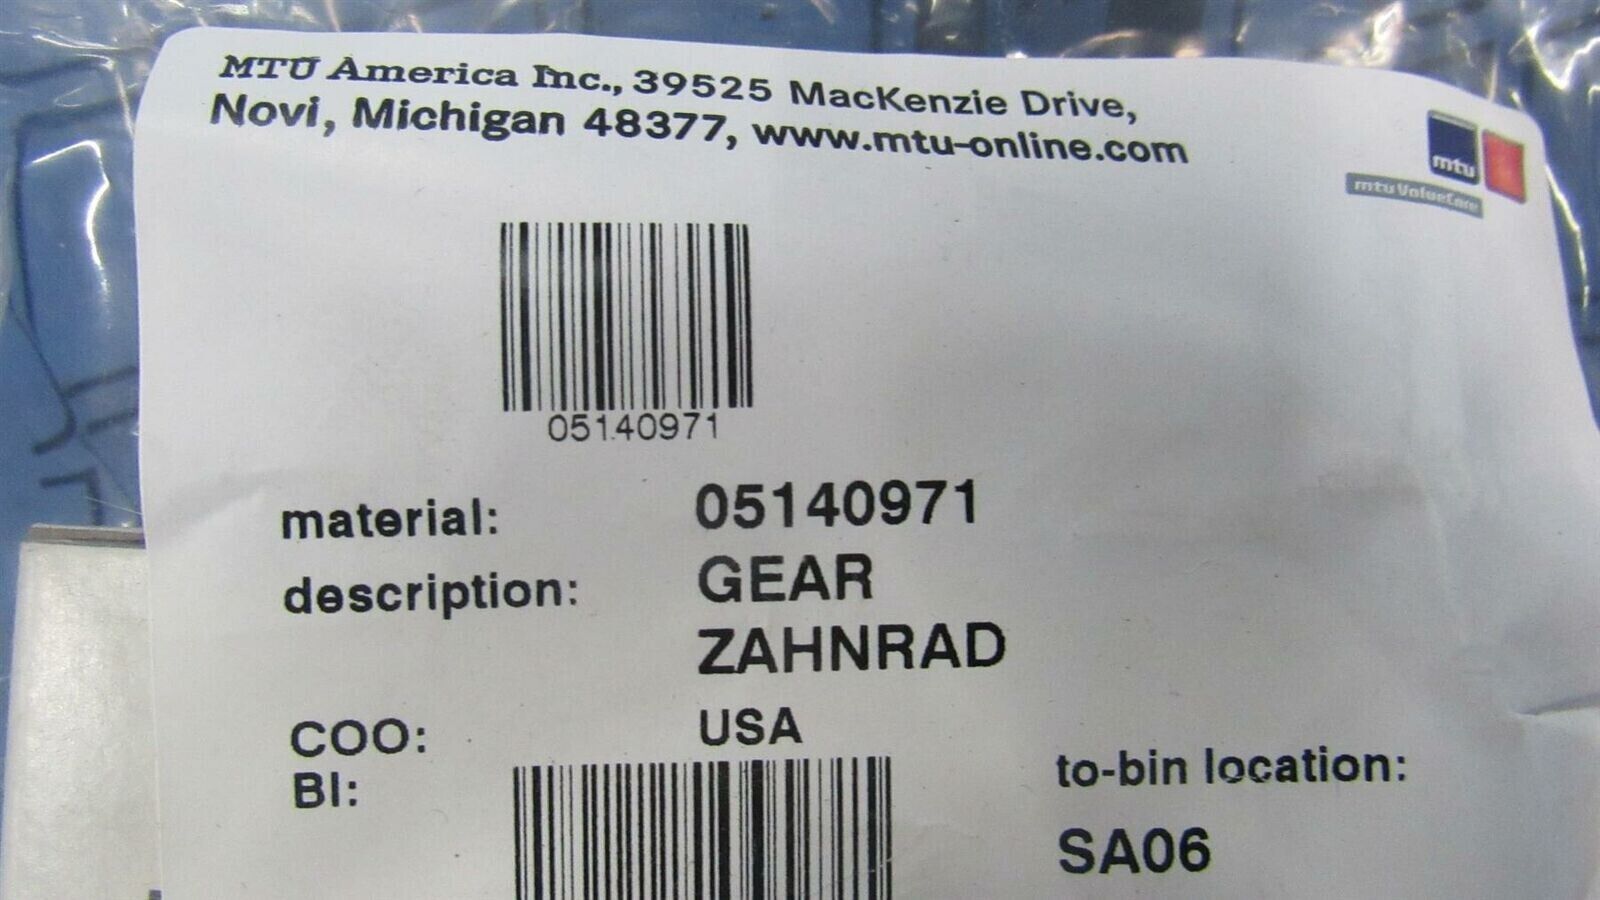 MTU America Inc., 39525 MacKenzie Drive,
Novi, Michigan 48377, www.mtu-online.com
mtu
mtuValueCare
05140971
material: 05140971
description: GEAR
ZAHNRAD
COO: USA
BI:
to-bin location:
SA06